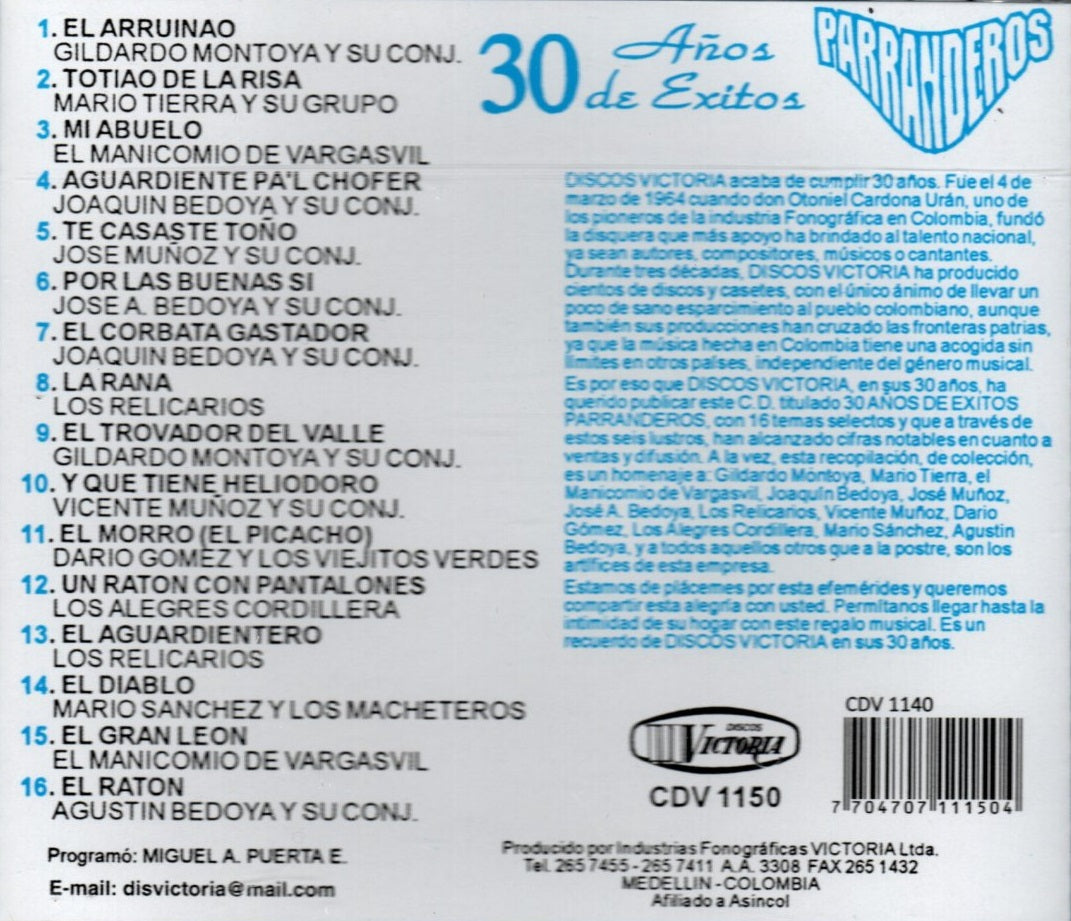 1. EL ARRUINAO
GILDARDO MONTOYA Y SU CONJ.
2. TOTIAO DE LA RISA
MARIO TIERRA Y SU GRUPO
3. MI ABUELO
EL MANICOMIO DE VARGASVIL
4. AGUARDIENTE PA'L CHOFER
JOAQUIN BEDOYA Y SU CONJ.
5. TE CASASTE TOÑO
JOSE MUÑOZ Y SU CONJ.
6. POR LAS BUENAS SI
JOSE A. BEDOYA Y SU CONJ.
7. EL CORBATA GASTADOR
JOAQUIN BEDOYA Y SU CONJ.
8. LA RANA
LOS RELICARIOS
9. EL TROVADOR DEL VALLE
GILDARDO MONTOYA Y SU CONJ.
10. Y QUE TIENE HELIODORO
VICENTE MUÑOZ Y SU CONJ.
11. EL MORRO (EL PICACHO)
DARIO GOMEZ Y LOS VIEJITOS VERDES
12. UN RATON CON PANTALONES
LOS ALEGRES CORDILLERA
13. EL AGUARDIENTERO
LOS RELICARIOS
14. EL DIABLO
MARIO SANCHEZ Y LOS MACHETEROS
15. EL GRAN LEON
EL MANICOMIO DE VARGASVIL
16. EL RATON
AGUSTIN BEDOYA Y SU CONJ.
Programó: MIGUEL A. PUERTA E.
E-mail: disvictoria@mail.com
30 Años
de Exitos
PARRANDEROS
DISCOS VICTORIA acaba de cumplir 30 años. Fue el 4 de
marzo de 1964 cuando don Otoniel Cardona Urán, uno de
los pioneros de la industria Fonográfica en Colombia, fundó
la disquera que más apoyo ha brindado al talento nacional,
ya sean autores, compositores, músicos o cantantes.
Durante tres décadas, DISCOS VICTORIA ha producido
cientos de discos y casetes, con el único ánimo de llevar un
poco de sano esparcimiento al pueblo colombiano, aunque
también sus producciones han cruzado las fronteras patrias,
ya que la música hecha en Colombia tiene una acogida sin
límites en otros países, independiente del género musical.
Es por eso que DISCOS VICTORIA, en sus 30 años, ha
querido publicar este C.D. titulado 30 AÑOS DE EXITOS
PARRANDEROS, con 16 temas selectos y que a través de
estos seis lustros, han alcanzado cifras notables en cuanto a
ventas y difusión. A la vez, esta recopilación, de colección,
es un homenaje a: Gildardo Montoya, Mario Tierra, el
Manicomio de Vargasvil, Joaquín Bedoya, José Muñoz,
José A. Bedoya, Los Relicarios, Vicente Muñoz, Dario
Gómez, Los Alegres Cordillera, Mario Sánchez, Agustin
Bedoya, y a todos aquellos otros que a la postre, son los
artífices de esta empresa.
Estamos de plácemes por esta efemérides y queremos
compartir esta alegría con usted. Permítanos llegar hasta la
intimidad de su hogar con este regalo musical. Es un
recuerdo de DISCOS VICTORIA en sus 30 años.
DISCOS
VICTORIA
CDV 1150
CDV 1140
7 704707 111504
Producido por Industrias Fonográficas VICTORIA Ltda.
Tel. 265 7455 - 265 7411 A.A. 3308 FAX 265 1432
MEDELLIN - COLOMBIA
Afiliado a Asincol